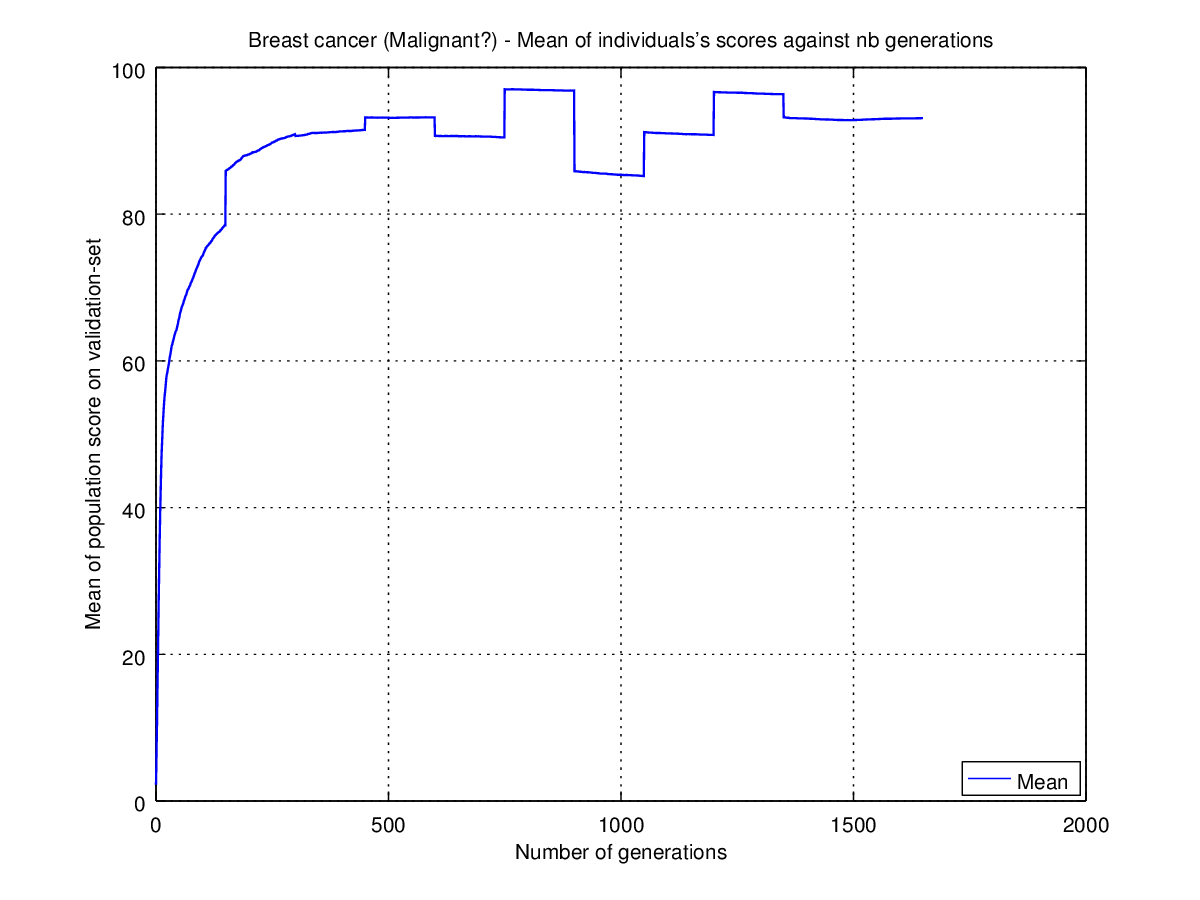 Breast cancer (Malignant?) - Mean of individuals's scores against nb generations
100
80
60
40
20
0
Mean of population score on validation-set
0 500 1000 1500 2000
Number of generations
Mean